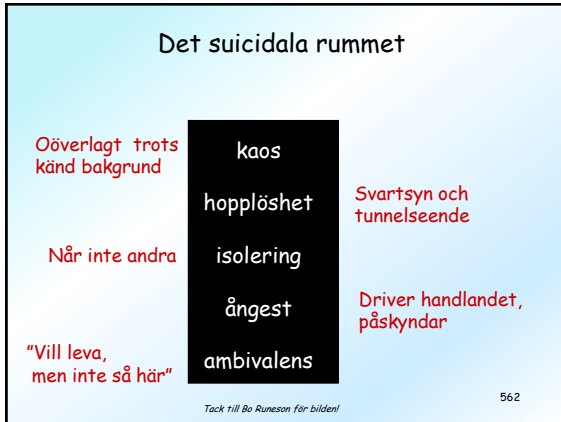 Det suicidala rummet
Oöverlagt trots
känd bakgrund
kaos
hopplöshet
Svartsyn och
tunnelseende
Når inte andra
isolering
ångest
Driver handlandet,
påskyndar
”Vill leva,
men inte så här”
ambivalens
Tack till Bo Runeson för bilden!
562